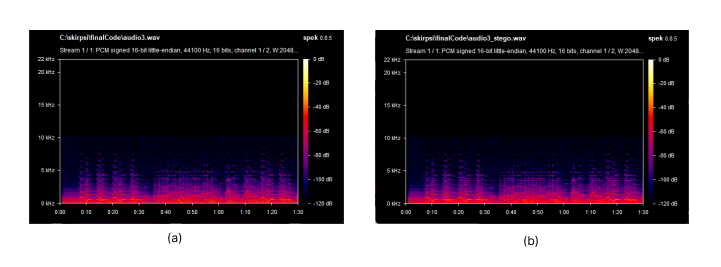 C:\skirpsi\finalCode\audio3.wav
spek 0.8.5
Stream 1 / 1: PCM signed 16-bit little-endian, 44100 Hz, 16 bits, channel 1 / 2, W:2048...
22 kHz
20 kHz
15 kHz
10 kHz
5 kHz
0 kHz
0:00 0:10 0:20 0:30 0:40 0:50 1:00 1:10 1:30
0 dB
-20 dB
-40 dB
-60 dB
-80 dB
-100 dB
-120 dB
(a)
C:\skirpsi\finalCode\audio3_stego.wav
spek 0.8.5
Stream 1 / 1: PCM signed 16-bit little-endian, 44100 Hz, 16 bits, channel 1 / 2, W:2048...
22 kHz
20 kHz
15 kHz
10 kHz
5 kHz
0 kHz
0:00 0:10 0:20 0:30 0:40 0:50 1:00 1:10 1:30
0 dB
-20 dB
-40 dB
-60 dB
-80 dB
-100 dB
-120 dB
(b)